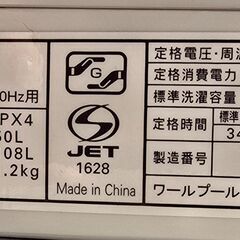 0Hz用
PX4
50L
08L
.2kg
G
S
JET
1628
Made in China
定格電圧・周波
定格消費電力
標準洗濯容量
定格時間
標準
34
製造番号
ワールプール